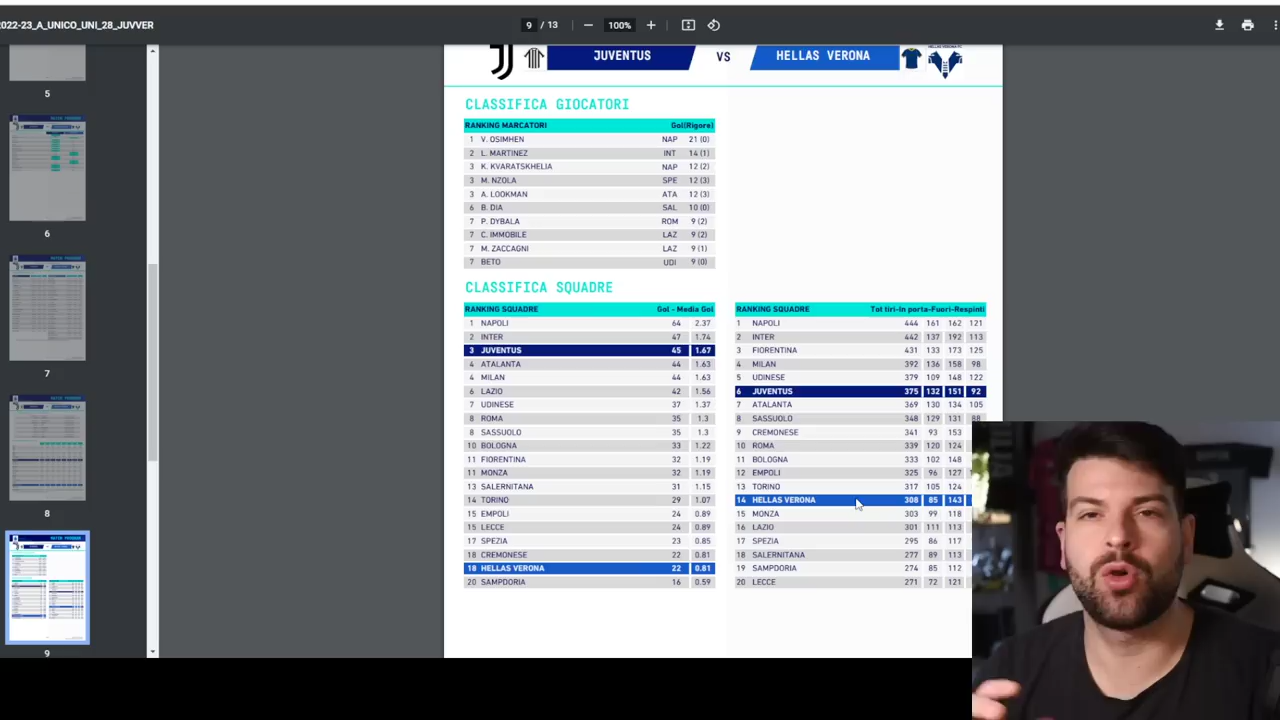 2022-23_A_UNICO_UNI_28_JUVVER
9 / 13
100%
5
6
7
8
9
JUVENTUS VS HELLAS VERONA
CLASSIFICA GIOCATORI
RANKING MARCATORI Gol(Rigore)
1 V. OSIMHEN NAP 21 (0)
2 L. MARTINEZ INT 14 (1)
3 K. KVARATSKHELIA NAP 12 (2)
3 M. NZOLA SPE 12 (3)
3 A. LOOKMAN ATA 12 (3)
6 B. DIA SAL 10 (0)
7 P. DYBALA ROM 9 (2)
7 C. IMMOBILE LAZ 9 (2)
7 M. ZACCAGNI LAZ 9 (1)
7 BETO UDI 9 (0)
CLASSIFICA SQUADRE
RANKING SQUADRE Gol - Media Gol
1 NAPOLI 64 2.37
2 INTER 47 1.74
3 JUVENTUS 45 1.67
4 ATALANTA 44 1.63
4 MILAN 44 1.63
6 LAZIO 42 1.56
7 UDINESE 37 1.37
8 ROMA 35 1.3
8 SASSUOLO 35 1.3
10 BOLOGNA 33 1.22
11 FIORENTINA 32 1.19
11 MONZA 32 1.19
13 SALERNITANA 31 1.15
14 TORINO 29 1.07
15 EMPOLI 24 0.89
15 LECCE 24 0.89
17 SPEZIA 23 0.85
18 CREMONESE 22 0.81
18 HELLAS VERONA 22 0.81
20 SAMPDORIA 16 0.59
RANKING SQUADRE Tot tiri-In porta-Fuori-Respinti
1 NAPOLI 444 161 162 121
2 INTER 442 137 192 113
3 FIORENTINA 431 133 173 125
4 MILAN 392 136 158 98
5 UDINESE 379 109 148 122
6 JUVENTUS 375 132 151 92
7 ATALANTA 369 130 134 105
8 SASSUOLO 348 129 131 88
9 CREMONESE 341 93 153
10 ROMA 339 120 124
11 BOLOGNA 333 102 148
12 EMPOLI 325 96 127
13 TORINO 317 105 124
14 HELLAS VERONA 308 85 143
15 MONZA 303 99 118
16 LAZIO 301 111 113
17 SPEZIA 295 86 117
18 SALERNITANA 277 89 113
19 SAMPDORIA 274 85 112
20 LECCE 271 72 121